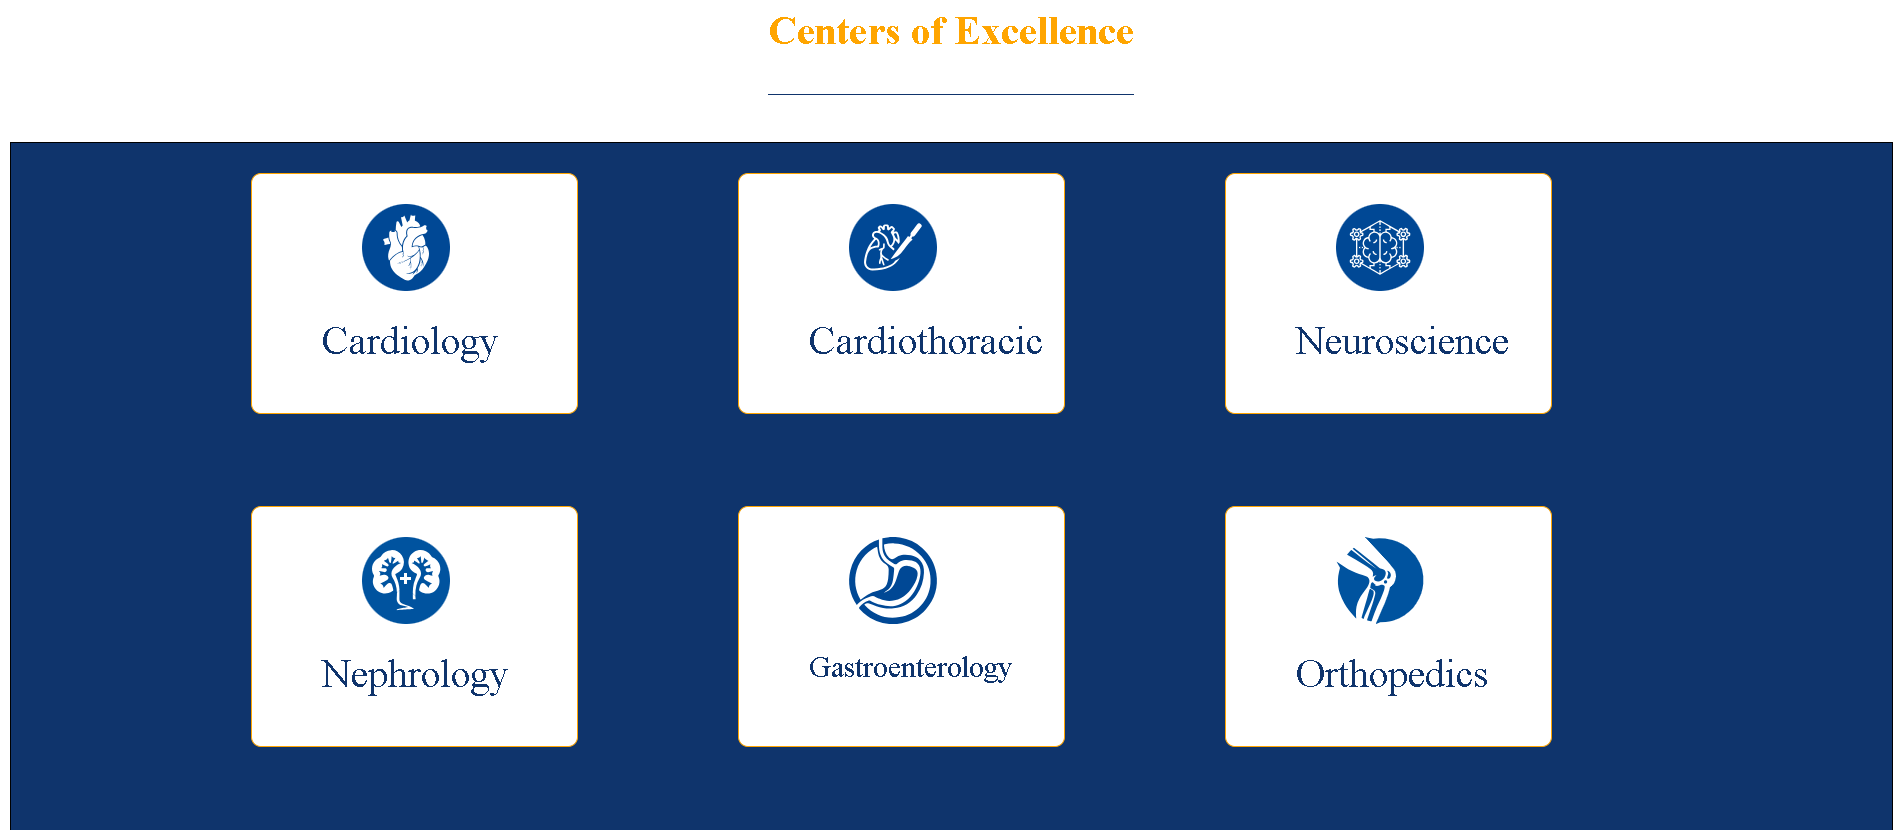 Centers of Excellence
Cardiology
Cardiothoracic
Neuroscience
Nephrology
Gastroenterology
Orthopedics